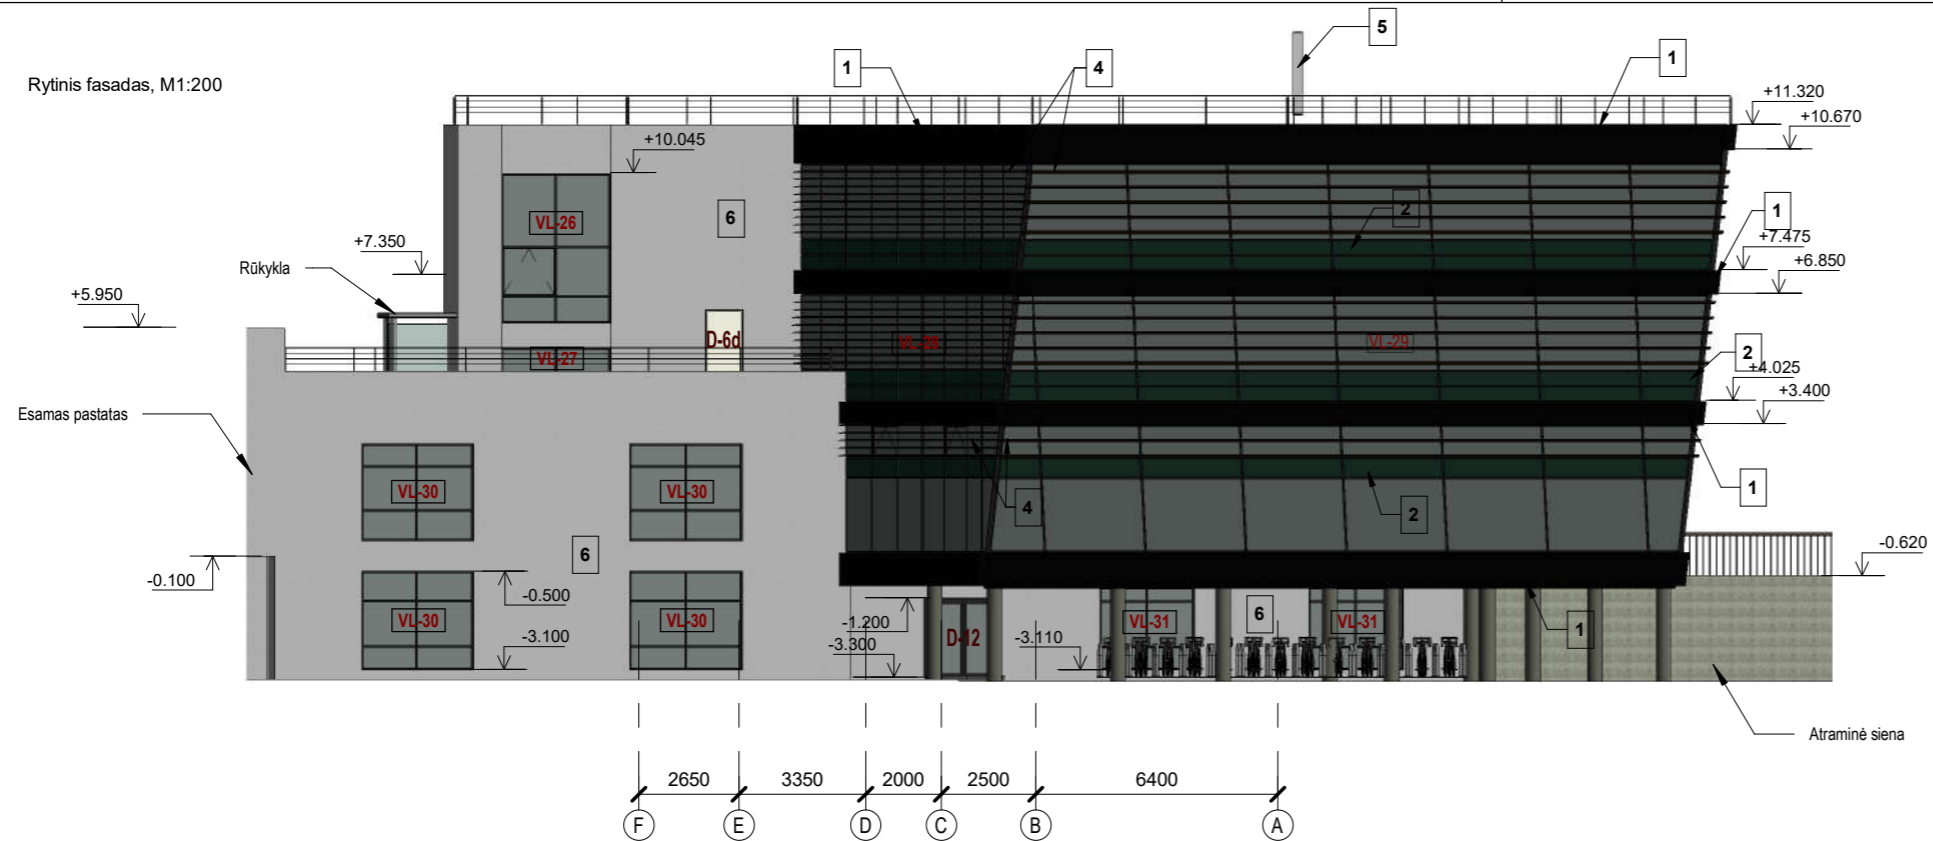 Rytinis fasadas, M1:200
1
4
5
1
+11.320
+10.670
+10.045
VL-26
6
2
1
+7.350
+7.475
+6.850
Rūkykla
+5.950
D-6d
VL-27
VL-29
2
+4.025
+3.400
Esamas pastatas
VL-30
VL-30
4
2
1
6
-0.100
-0.620
-0.500
VL-30
VL-30
-3.100
-1.200
-3.300
D-12
-3.110
VL-31
6
VL-31
1
Atraminė siena
2650
3350
2000
2500
6400
F
E
D
C
B
A